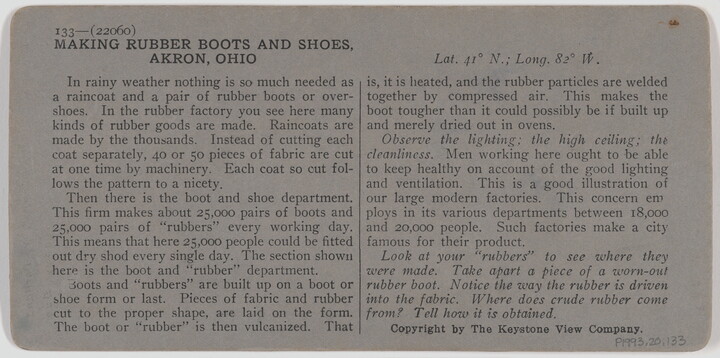 133—(22060)
MAKING RUBBER BOOTS AND SHOES,
AKRON, OHIO
Lat. 41° N.; Long. 82° W.
In rainy weather nothing is so much needed as
a raincoat and a pair of rubber boots or over-
shoes. In the rubber factory you see here many
kinds of rubber goods are made. Raincoats are
made by the thousands. Instead of cutting each
coat separately, 40 or 50 pieces of fabric are cut
at one time by machinery. Each coat so cut fol-
lows the pattern to a nicety.
Then there is the boot and shoe department.
This firm makes about 25,000 pairs of boots and
25,000 pairs of "rubbers" every working day.
This means that here 25,000 people could be fitted
out dry shod every single day. The section shown
here is the boot and "rubber" department.
Boots and "rubbers" are built up on a boot or
shoe form or last. Pieces of fabric and rubber
cut to the proper shape, are laid on the form.
The boot or "rubber" is then vulcanized. That
is, it is heated, and the rubber particles are welded
together by compressed air. This makes the
boot tougher than it could possibly be if built up
and merely dried out in ovens.
Observe the lighting; the high ceiling; the
cleanliness. Men working here ought to be able
to keep healthy on account of the good lighting
and ventilation. This is a good illustration of
our large modern factories. This concern em
ploys in its various departments between 18,000
and 20,000 people. Such factories make a city
famous for their product.
Look at your "rubbers" to see where they
were made. Take apart a piece of a worn-out
rubber boot. Notice the way the rubber is driven
into the fabric. Where does crude rubber come
from? Tell how it is obtained.
Copyright by The Keystone View Company.
P1993.20.133